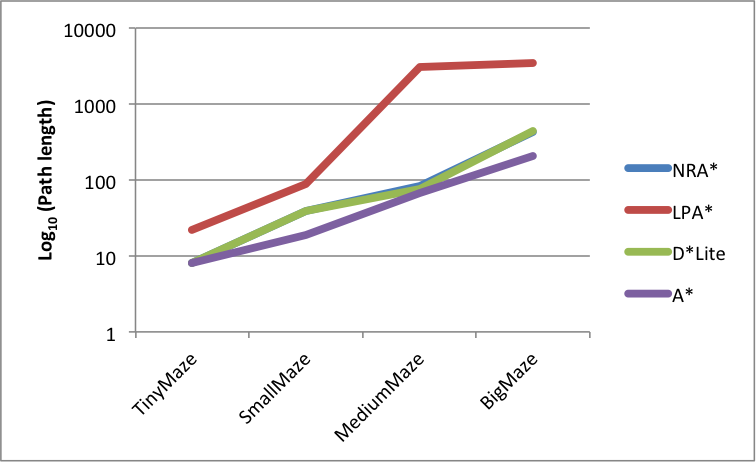 10000
1000
100
10
1
Log10 (Path length)
TinyMaze
SmallMaze
MediumMaze
BigMaze
NRA*
LPA*
D*Lite
A*